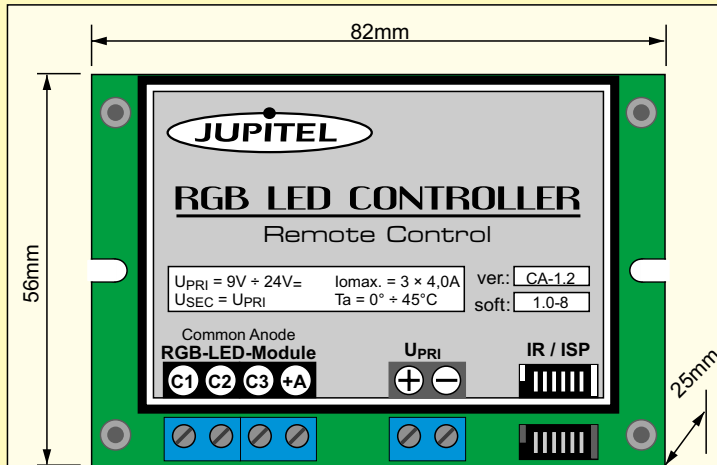 82mm
56mm
JUPITEL
RGB LED CONTROLLER
Remote Control
UPRI = 9V ÷ 24V= Iomax. = 3 × 4,0A
USEC = UPRI Ta = 0° ÷ 45°C
ver.: CA-1.2
soft: 1.0-8
Common Anode
RGB-LED-Module
C1 C2 C3 +A
UPRI
+ −
IR / ISP
25mm